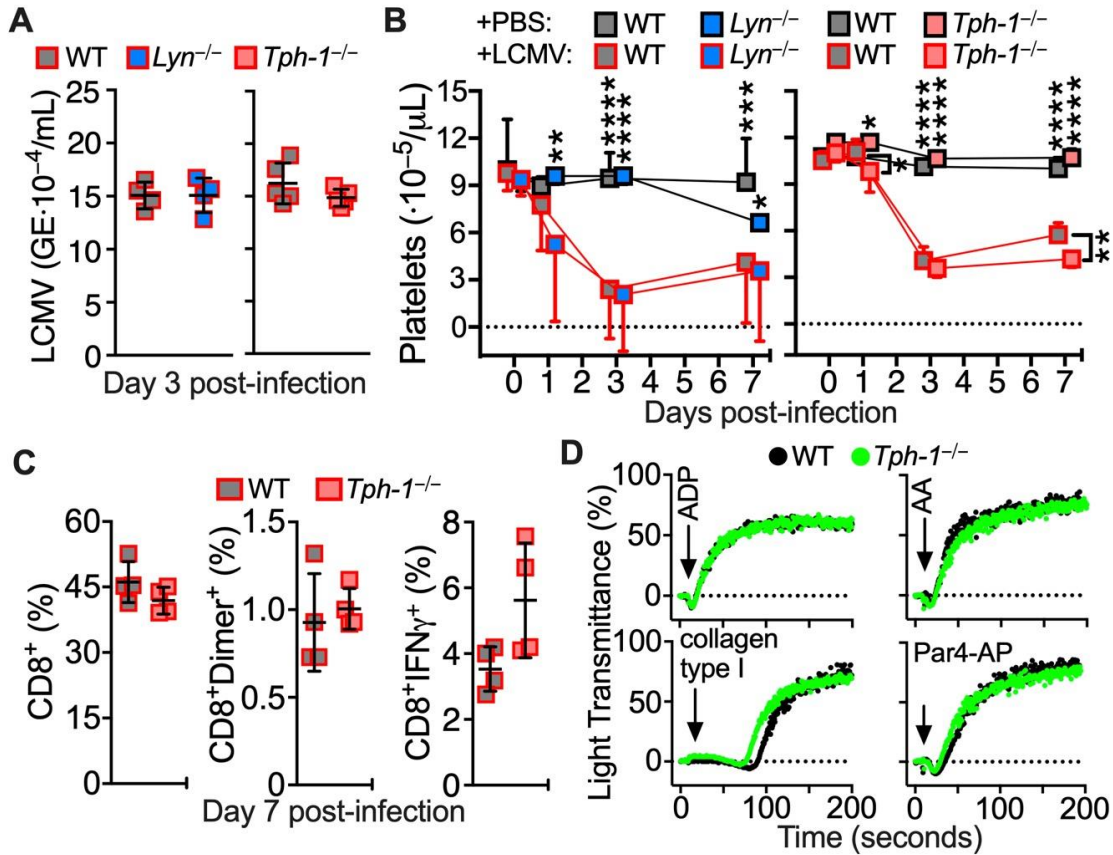 A
WT Lyn–/– Tph-1–/–
LCMV (GE·10–4/mL)
25
20
15
10
5
0
Day 3 post-infection
B
+PBS: WT Lyn–/– WT Tph-1–/–
+LCMV: WT Lyn–/– WT Tph-1–/–
Platelets (·10–5/µL)
15
12
9
6
3
0
** **** **** *** *
* * **** **** **** **** **
0 1 2 3 4 5 6 7 0 1 2 3 4 5 6 7
Days post-infection
C
WT Tph-1–/–
CD8+ (%)
60
45
30
15
0
CD8+Dimer+ (%)
1.5
1.0
0.5
0
CD8+IFNγ+ (%)
8
6
4
2
0
Day 7 post-infection
D
WT Tph-1–/–
Light Transmittance (%)
100
50
0
ADP
AA
100
50
0
collagen
type I
Par4-AP
0 100 200 0 100 200
Time (seconds)